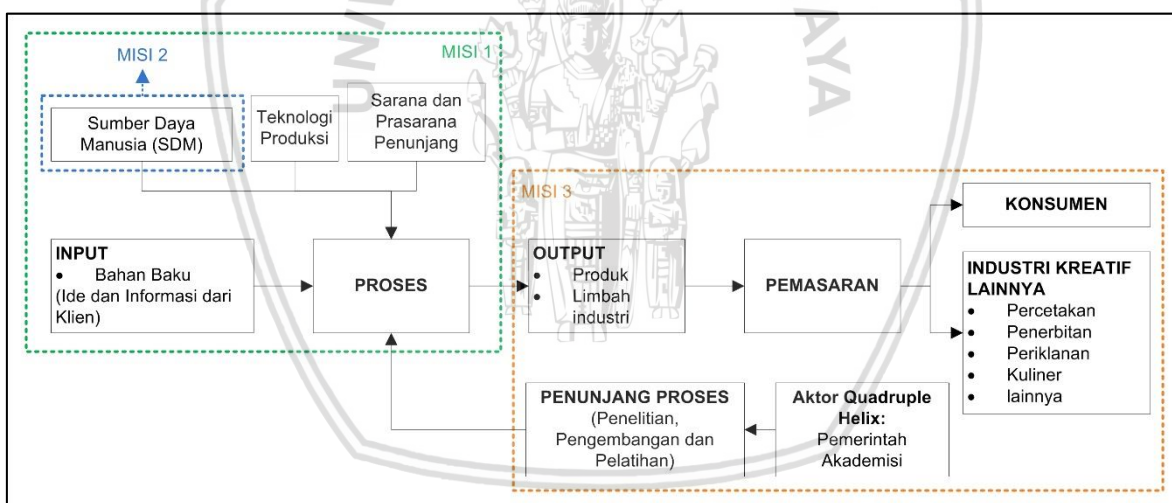 MISI 2
MISI 1
Sumber Daya
Manusia (SDM)
Teknologi
Produksi
Sarana dan
Prasarana
Penunjang
INPUT
• Bahan Baku
(Ide dan Informasi dari
Klien)
PROSES
MISI 3
OUTPUT
• Produk
• Limbah
industri
PEMASARAN
KONSUMEN
INDUSTRI KREATIF
LAINNYA
• Percetakan
• Penerbitan
• Periklanan
• Kuliner
• lainnya
PENUNJANG PROSES
(Penelitian,
Pengembangan dan
Pelatihan)
Aktor Quadruple
Helix:
Pemerintah
Akademisi
UNI
AYA